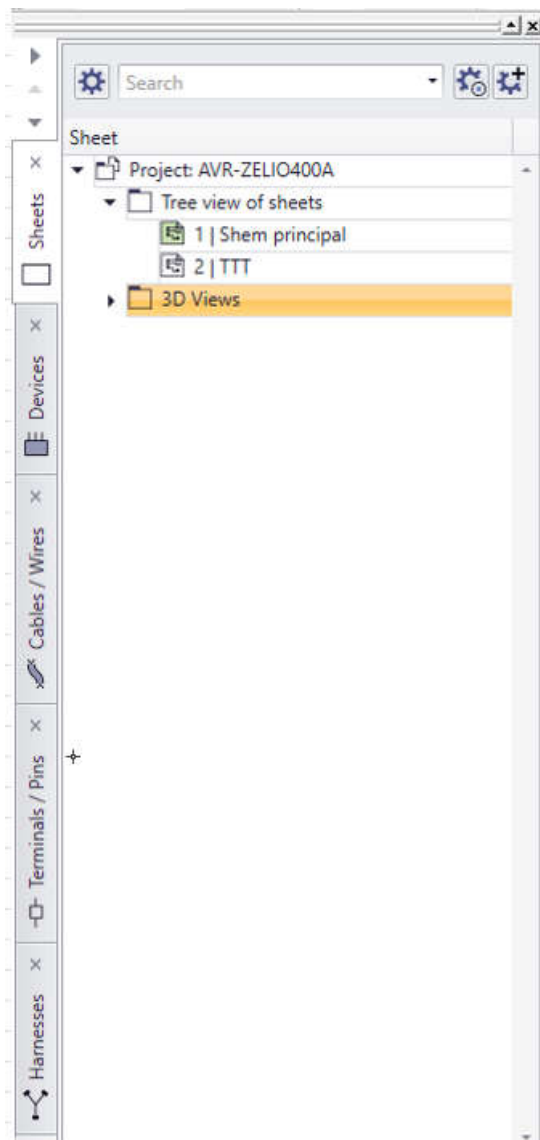 Search
Sheet
Project: AVR-ZELIO400A
Tree view of sheets
1 | Shem principal
2 | TTT
3D Views
Sheets
Devices
Cables / Wires
Terminals / Pins
Harnesses